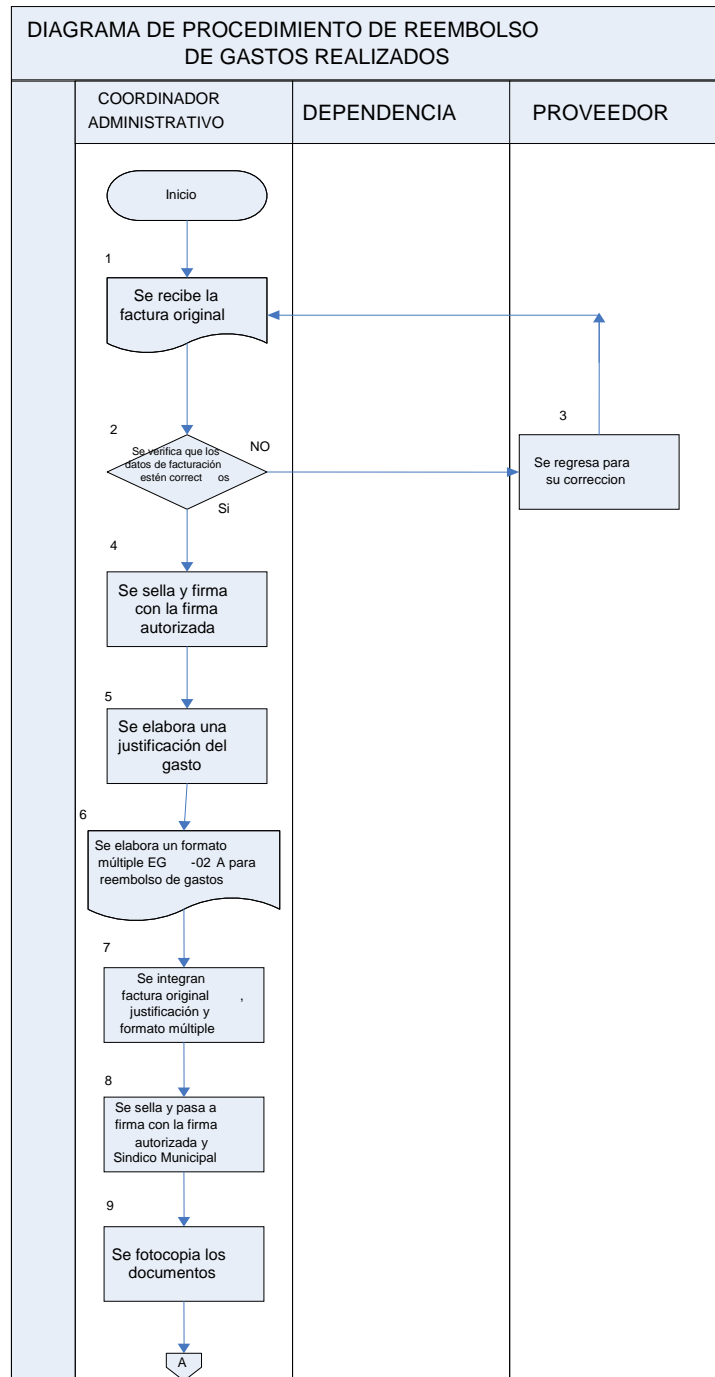 DIAGRAMA DE PROCEDIMIENTO DE REEMBOLSO
DE GASTOS REALIZADOS
COORDINADOR
ADMINISTRATIVO
DEPENDENCIA
PROVEEDOR
Inicio
1
Se recibe la
factura original
2
Se verifica que los
datos de facturación
estén correct os
NO
Si
3
Se regresa para
su correccion
4
Se sella y firma
con la firma
autorizada
5
Se elabora una
justificación del
gasto
6
Se elabora un formato
múltiple EG -02 A para
reembolso de gastos
7
Se integran
factura original ,
justificación y
formato múltiple
8
Se sella y pasa a
firma con la firma
autorizada y
Sindico Municipal
9
Se fotocopia los
documentos
A